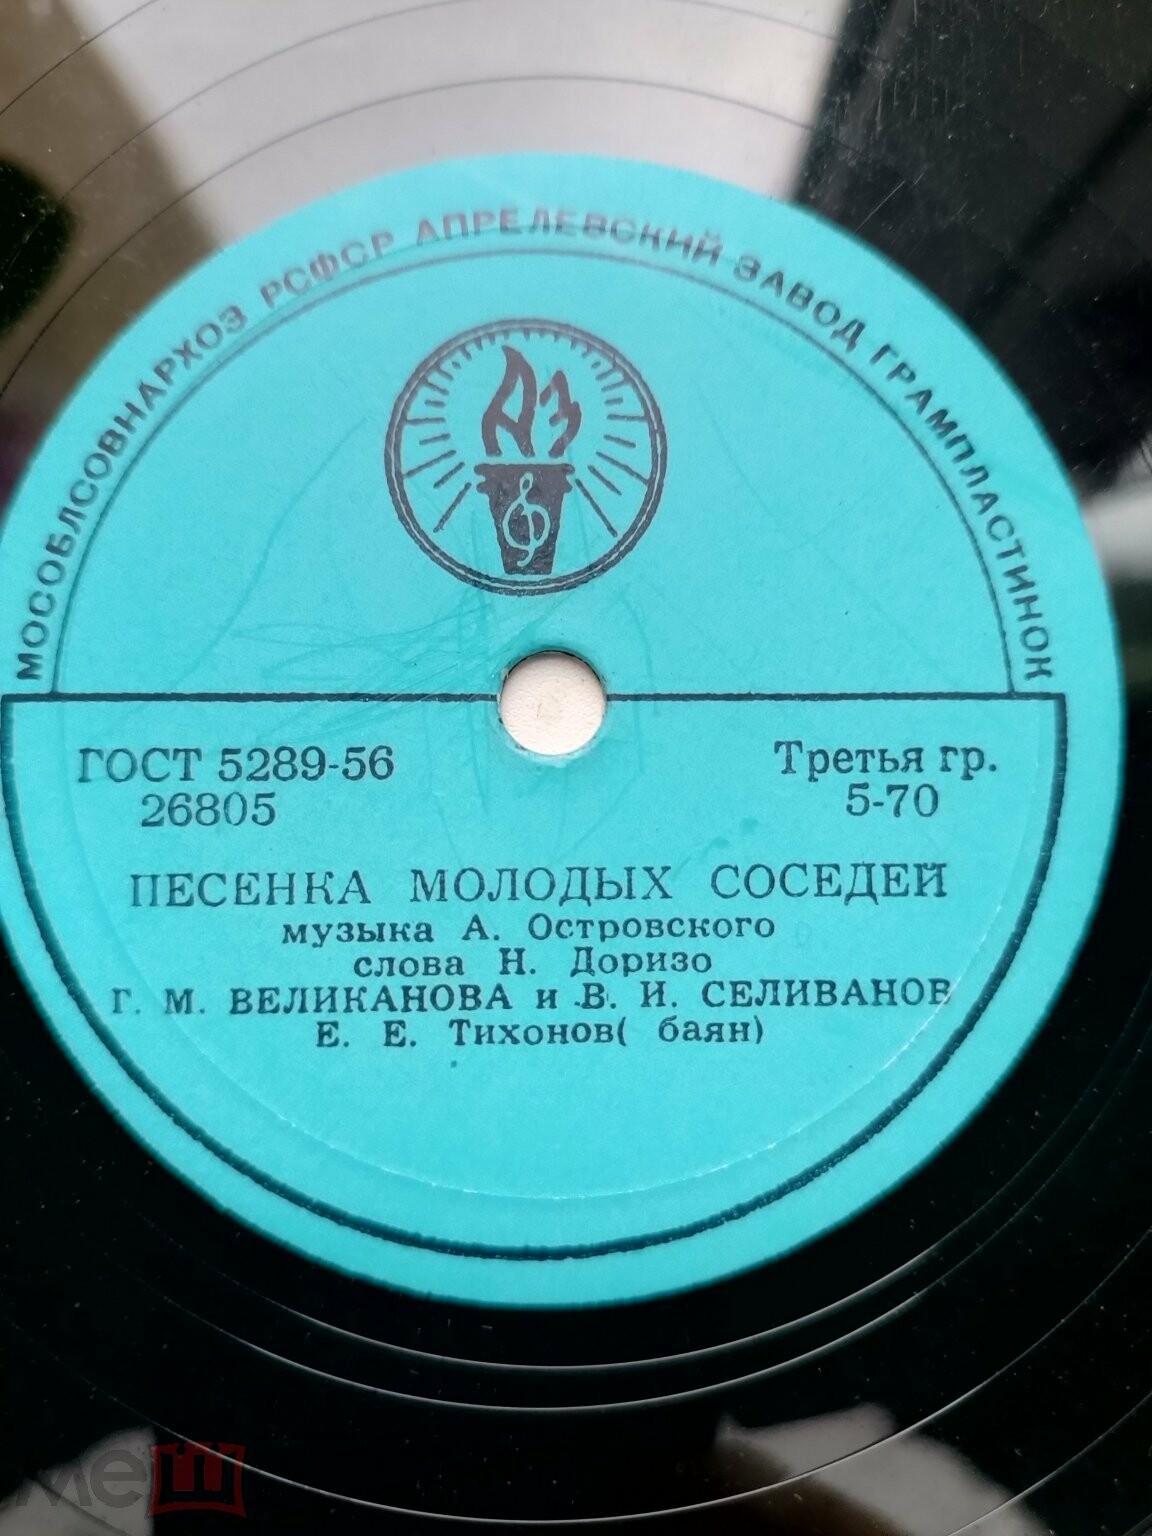 МОСОБЛСОВНАРХОЗ РСФСР АПРЕЛЕВСКИЙ ЗАВОД ГРАМПЛАСТИНОК
АЗ
ГОСТ 5289-56
26805
Третья гр.
5-70
ПЕСЕНКА МОЛОДЫХ СОСЕДЕЙ
музыка А. Островского
слова Н. Доризо
Г. М. ВЕЛИКАНОВА и В. И. СЕЛИВАНОВ
Е. Е. Тихонов( баян)
меш